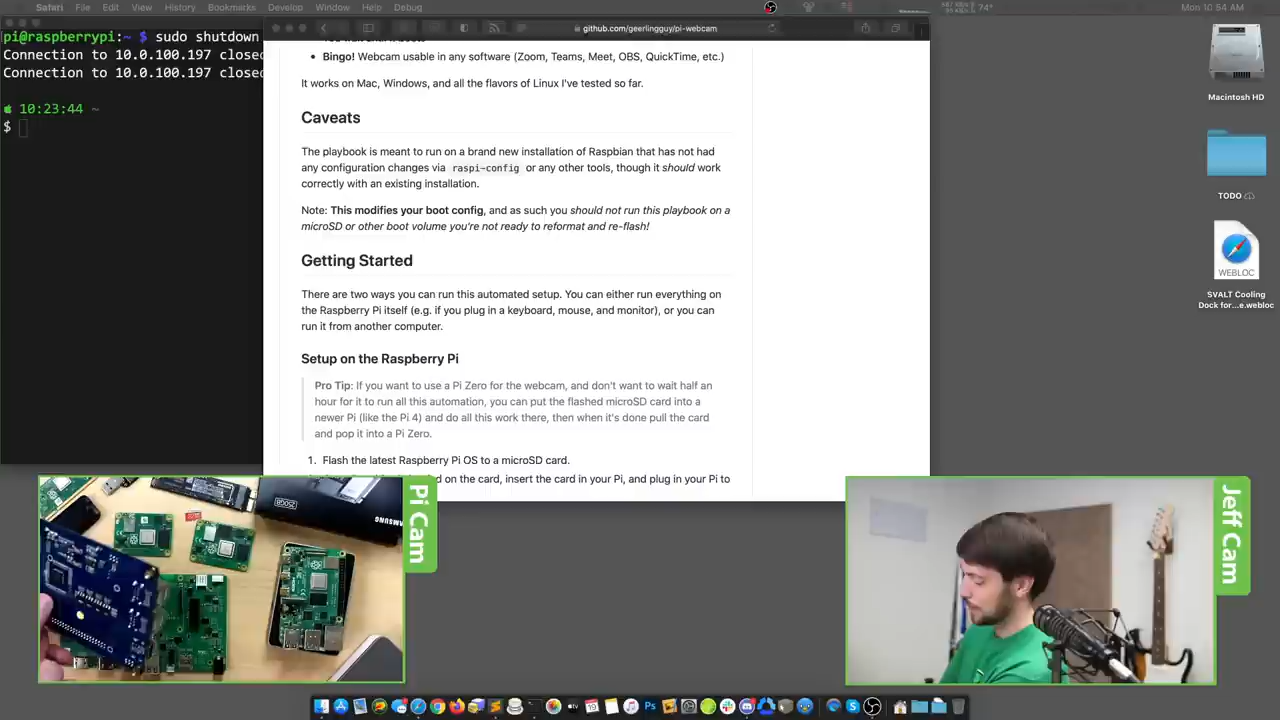 Safari File Edit View History Bookmarks Develop Window Help Debug
74° Mon 10:54 AM
pi@raspberrypi:~ $ sudo shutdown
Connection to 10.0.100.197 closed
Connection to 10.0.100.197 closed
10:23:44 ~
$
github.com/geerlingguy/pi-webcam
Bingo! Webcam usable in any software (Zoom, Teams, Meet, OBS, QuickTime, etc.)
It works on Mac, Windows, and all the flavors of Linux I've tested so far.
Caveats
The playbook is meant to run on a brand new installation of Raspbian that has not had
any configuration changes via raspi-config or any other tools, though it should work
correctly with an existing installation.
Note: This modifies your boot config, and as such you should not run this playbook on a
microSD or other boot volume you're not ready to reformat and re-flash!
Getting Started
There are two ways you can run this automated setup. You can either run everything on
the Raspberry Pi itself (e.g. if you plug in a keyboard, mouse, and monitor), or you can
run it from another computer.
Setup on the Raspberry Pi
Pro Tip: If you want to use a Pi Zero for the webcam, and don't want to wait half an
hour for it to run all this automation, you can put the flashed microSD card into a
newer Pi (like the Pi 4) and do all this work there, then when it's done pull the card
and pop it into a Pi Zero.
1. Flash the latest Raspberry Pi OS to a microSD card.
on the card, insert the card in your Pi, and plug in your Pi to
Macintosh HD
TODO
WEBLOC
SVALT Cooling
Dock for...e.webloc
250GB
SAMSUNG
Pi Cam
Jeff Cam
19